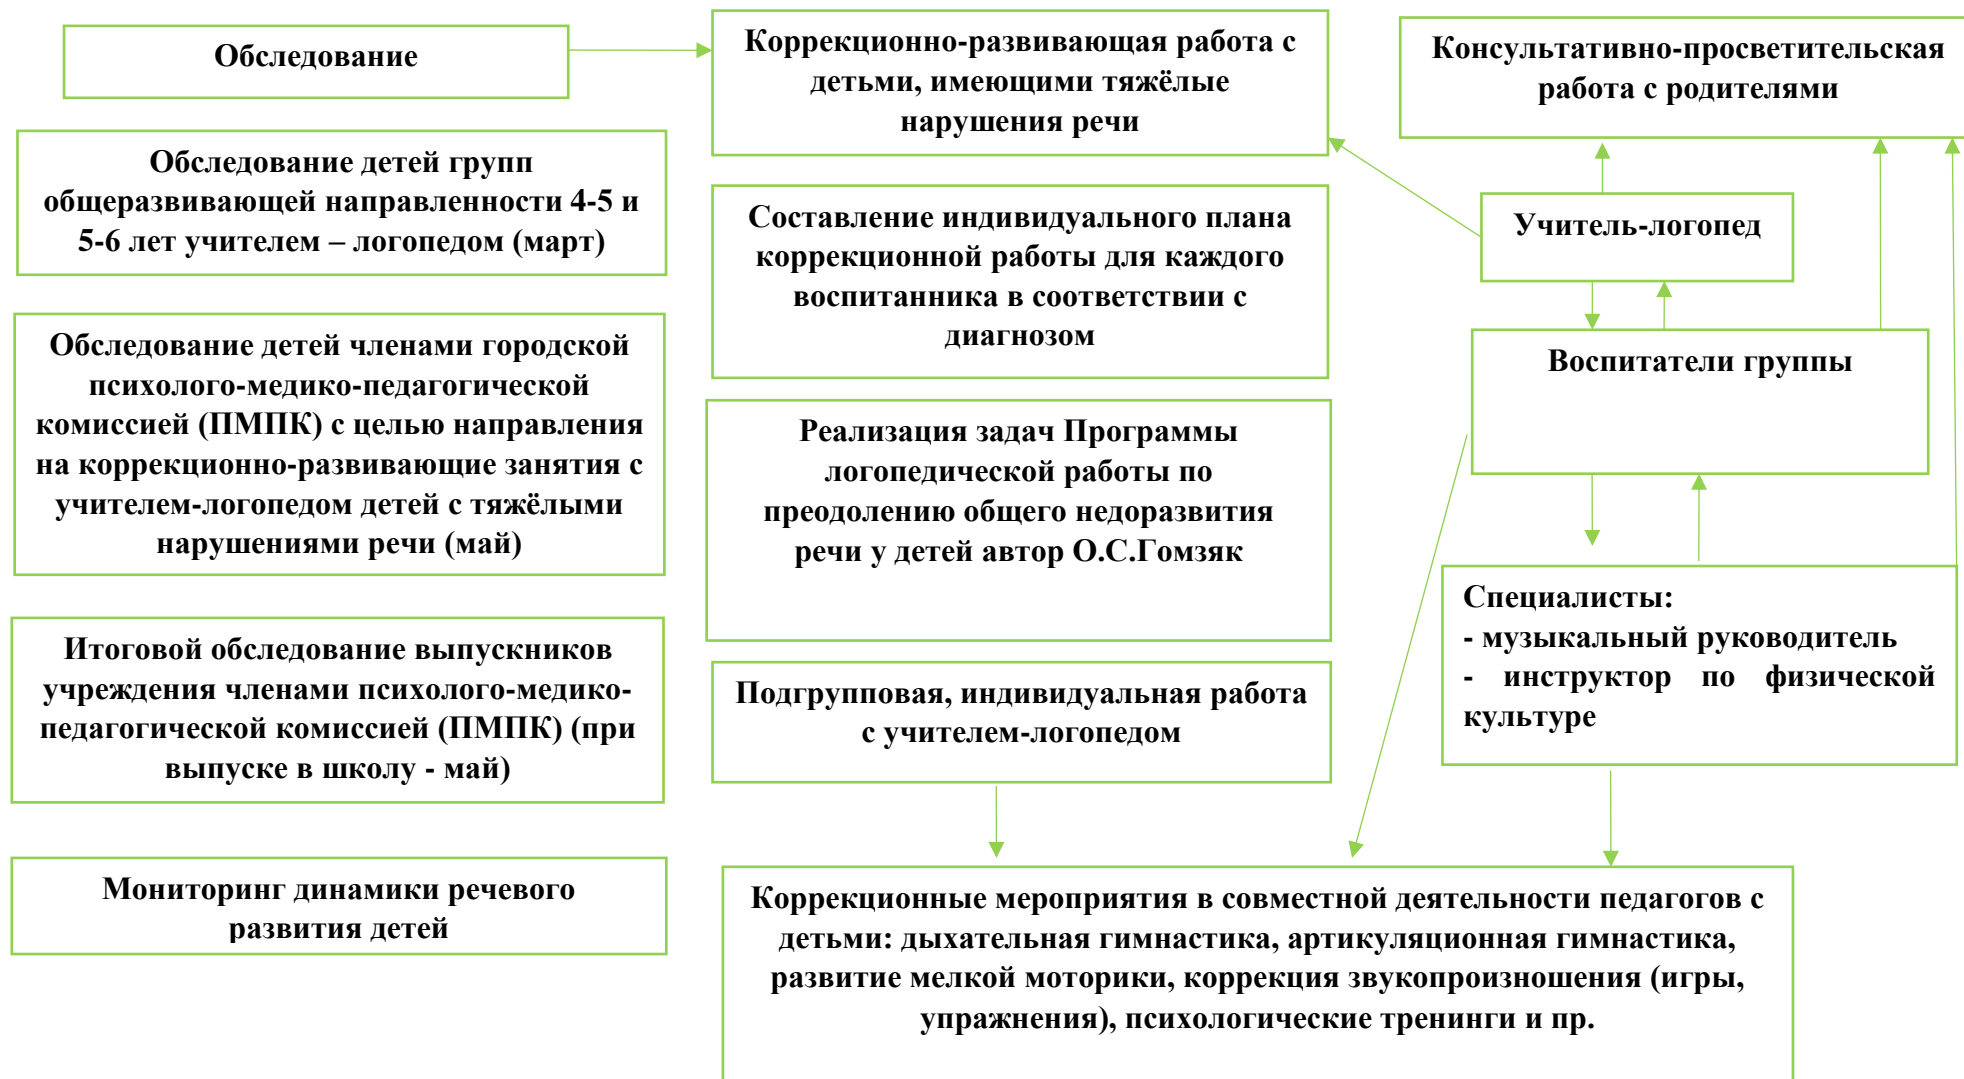 Обследование
Обследование детей групп
общеразвивающей направленности 4-5 и
5-6 лет учителем – логопедом (март)
Обследование детей членами городской
психолого-медико-педагогической
комиссией (ПМПК) с целью направления
на коррекционно-развивающие занятия с
учителем-логопедом детей с тяжёлыми
нарушениями речи (май)
Итоговой обследование выпускников
учреждения членами психолого-медико-
педагогической комиссией (ПМПК) (при
выпуске в школу - май)
Мониторинг динамики речевого
развития детей
Коррекционно-развивающая работа с
детьми, имеющими тяжёлые
нарушения речи
Составление индивидуального плана
коррекционной работы для каждого
воспитанника в соответствии с
диагнозом
Реализация задач Программы
логопедической работы по
преодолению общего недоразвития
речи у детей автор О.С.Гомзяк
Подгрупповая, индивидуальная работа
с учителем-логопедом
Консультативно-просветительская
работа с родителями
Учитель-логопед
Воспитатели группы
Специалисты:
- музыкальный руководитель
- инструктор по физической
культуре
Коррекционные мероприятия в совместной деятельности педагогов с
детьми: дыхательная гимнастика, артикуляционная гимнастика,
развитие мелкой моторики, коррекция звукопроизношения (игры,
упражнения), психологические тренинги и пр.